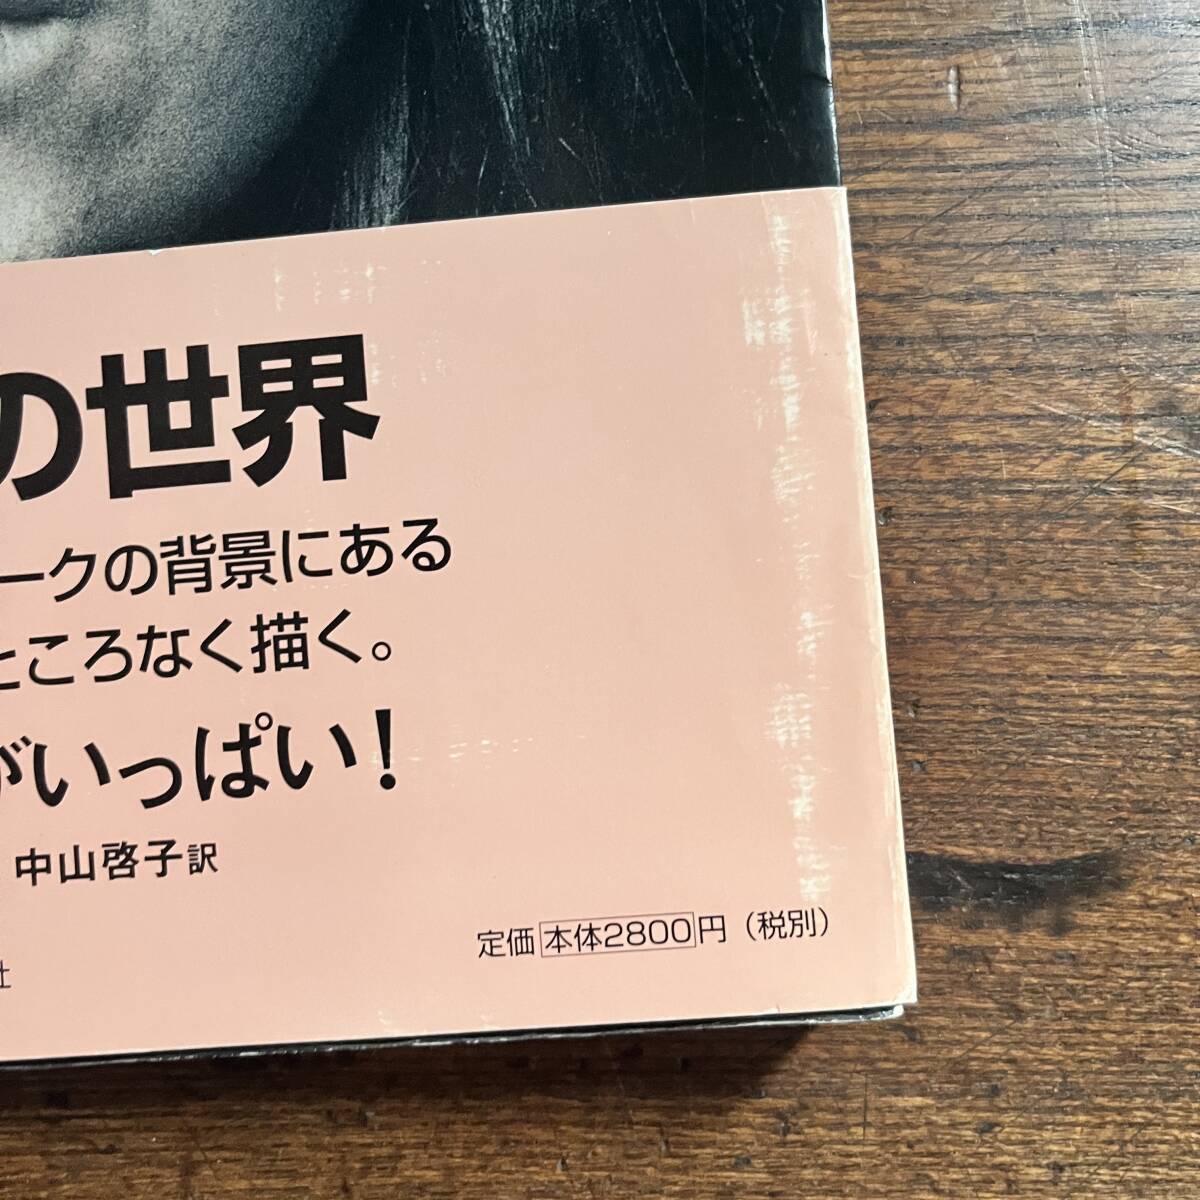 の世界
ークの背景にある
ところなく描く。
がいっぱい!
中山啓子訳
社
定価本体2800円（税別）